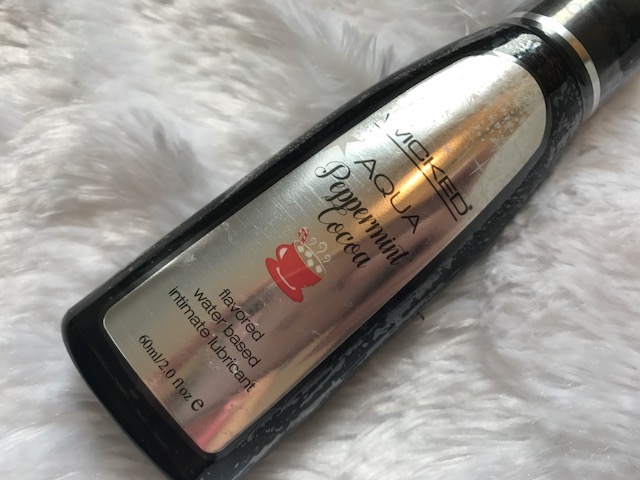 WICKED®
AQUA
Peppermint
Cocoa
flavored
water based
intimate lubricant
60ml/2.0 fl oz e